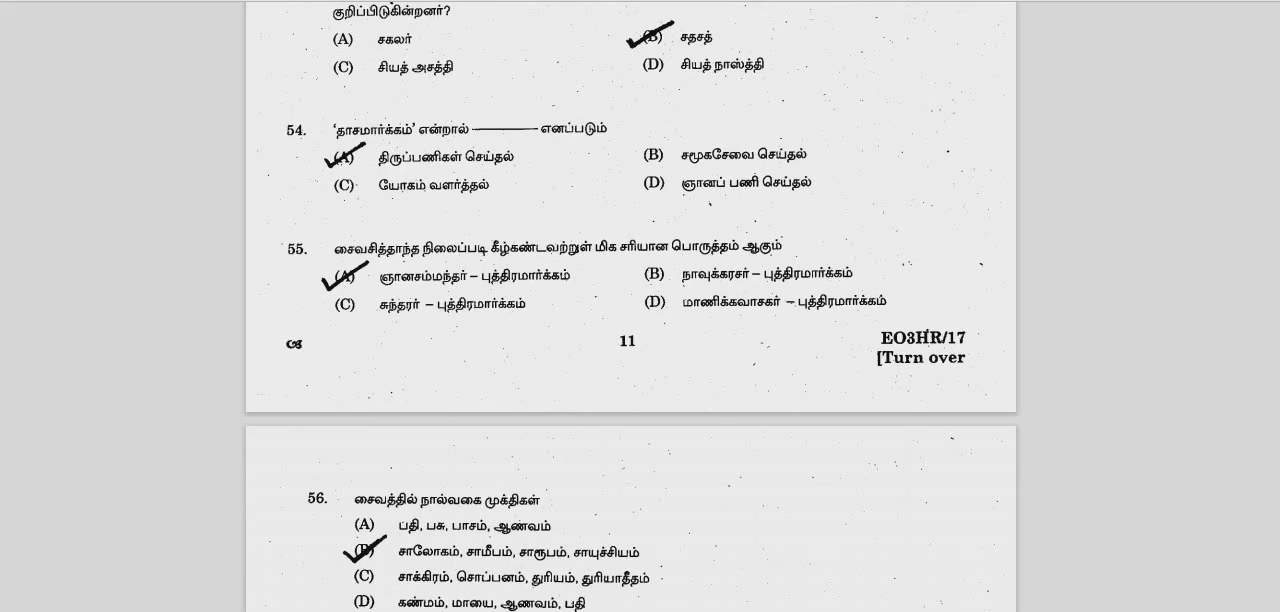 குறிப்பிடுகின்றனர்?
(A) சகலர் (B) சதசத்
(C) சியத் அசத்தி (D) சியத் நாஸ்த்தி
54. ‘தாசமார்க்கம்’ என்றால் ———— எனப்படும்
(A) திருப்பணிகள் செய்தல் (B) சமூகசேவை செய்தல்
(C) யோகம் வளர்த்தல் (D) ஞானப் பணி செய்தல்
55. சைவசித்தாந்த நிலைப்படி கீழ்கண்டவற்றுள் மிக சரியான பொருத்தம் ஆகும்
(A) ஞானசம்மந்தர் – புத்திரமார்க்கம் (B) நாவுக்கரசர் – புத்திரமார்க்கம்
(C) சுந்தரர் – புத்திரமார்க்கம் (D) மாணிக்கவாசகர் – புத்திரமார்க்கம்
11 EO3HR/17
[Turn over
56. சைவத்தில் நால்வகை முக்திகள்
(A) பதி, பசு, பாசம், ஆணவம்
(B) சாலோகம், சாமீபம், சாரூபம், சாயுச்சியம்
(C) சாக்கிரம், சொப்பனம், துரியம், துரியாதீதம்
(D) கண்மம், மாயை, ஆணவம், பதி